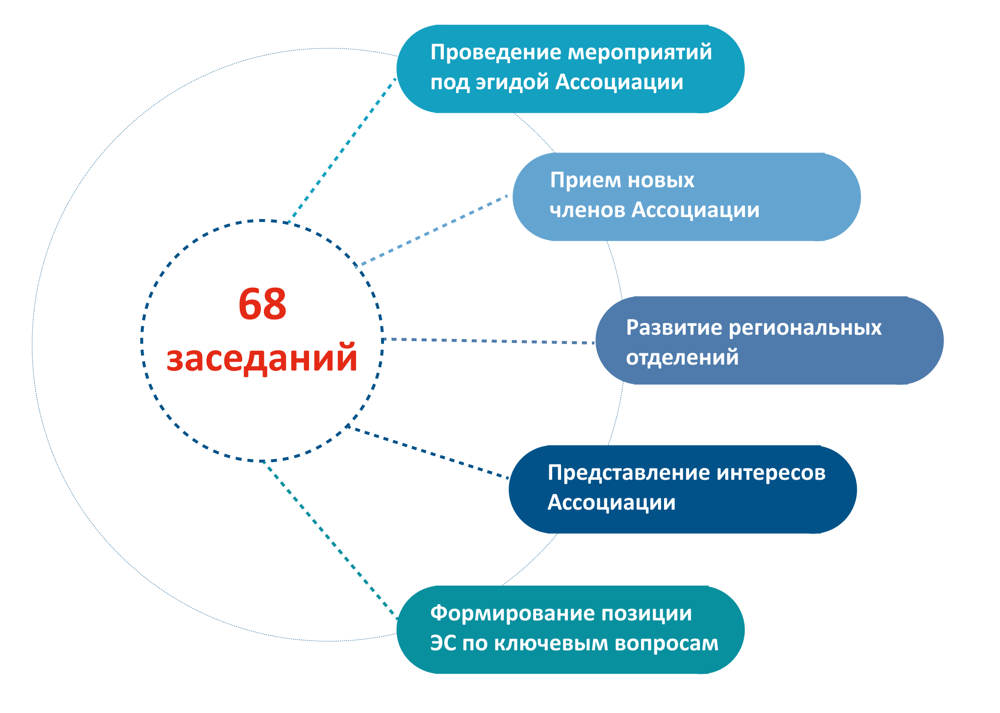 Проведение мероприятий
под эгидой Ассоциации
Прием новых
членов Ассоциации
68
заседаний
Развитие региональных
отделений
Представление интересов
Ассоциации
Формирование позиции
ЭС по ключевым вопросам